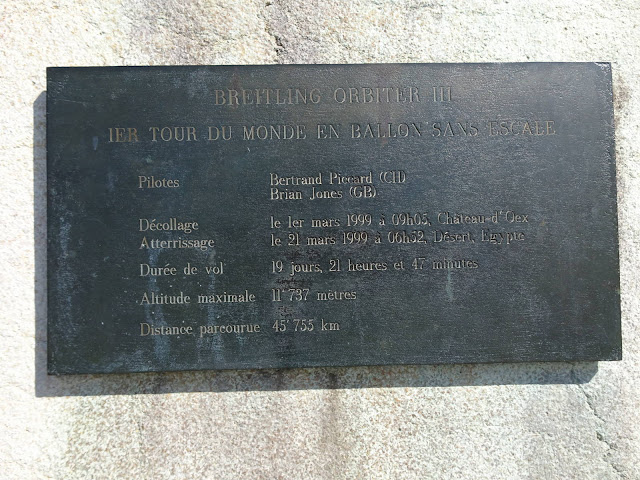 BREITLING ORBITER III
1ER TOUR DU MONDE EN BALLON SANS ESCALE
Pilotes Bertrand Piccard (CH)
Brian Jones (GB)
Décollage le 1er mars 1999 à 09h05, Château-d'Oex
Atterrissage le 21 mars 1999 à 06h52, Désert, Egypte
Durée de vol 19 jours, 21 heures et 47 minutes
Altitude maximale 11'737 mètres
Distance parcourue 45'755 km